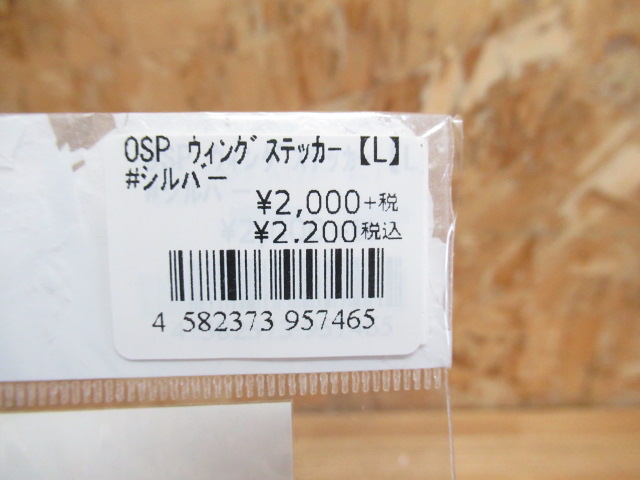 OSP ウィング ステッカー【L】
#シルバー
¥2,000+税
¥2,200税込
4 582373 957465